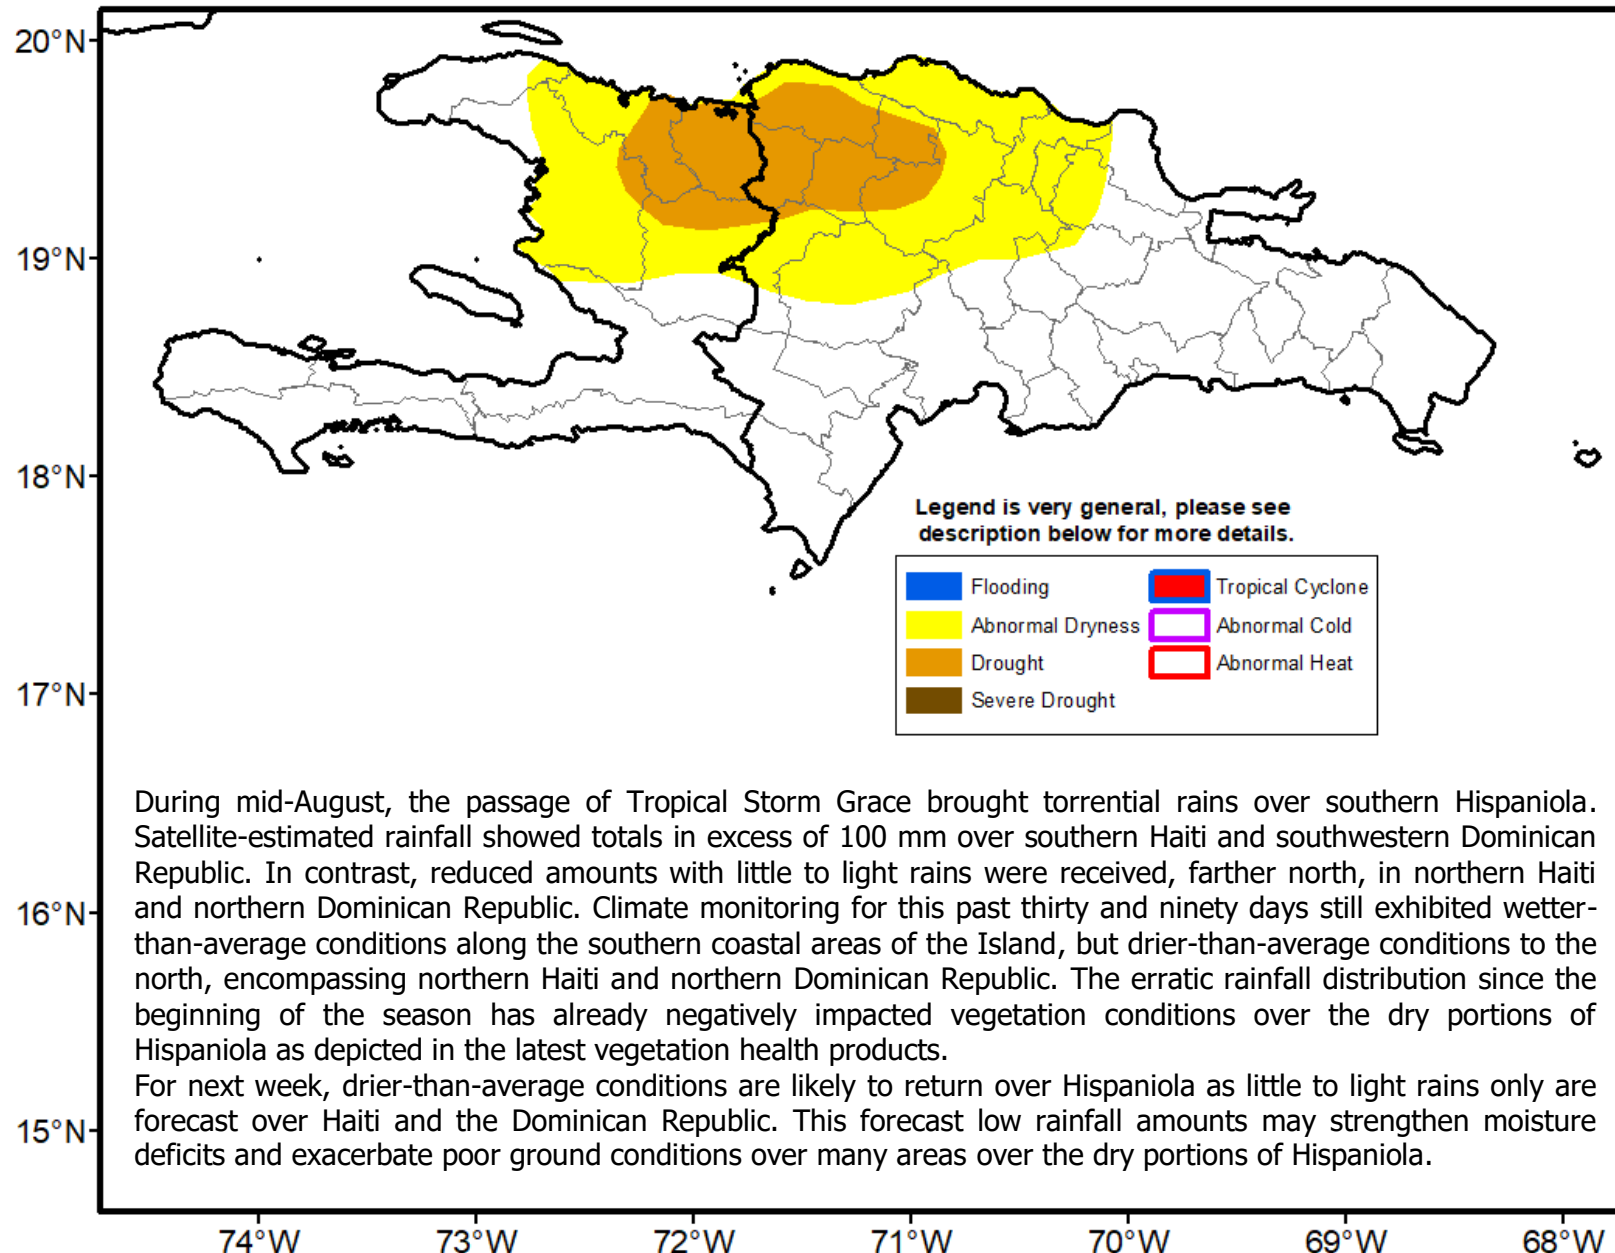 20°N
19°N
18°N
17°N
16°N
15°N
Legend is very general, please see
description below for more details.
Flooding
Tropical Cyclone
Abnormal Dryness
Abnormal Cold
Drought
Abnormal Heat
Severe Drought
During mid-August, the passage of Tropical Storm Grace brought torrential rains over southern Hispaniola.
Satellite-estimated rainfall showed totals in excess of 100 mm over southern Haiti and southwestern Dominican
Republic. In contrast, reduced amounts with little to light rains were received, farther north, in northern Haiti
and northern Dominican Republic. Climate monitoring for this past thirty and ninety days still exhibited wetter-
than-average conditions along the southern coastal areas of the Island, but drier-than-average conditions to the
north, encompassing northern Haiti and northern Dominican Republic. The erratic rainfall distribution since the
beginning of the season has already negatively impacted vegetation conditions over the dry portions of
Hispaniola as depicted in the latest vegetation health products.
For next week, drier-than-average conditions are likely to return over Hispaniola as little to light rains only are
forecast over Haiti and the Dominican Republic. This forecast low rainfall amounts may strengthen moisture
deficits and exacerbate poor ground conditions over many areas over the dry portions of Hispaniola.
74°W 73°W 72°W 71°W 70°W 69°W 68°W